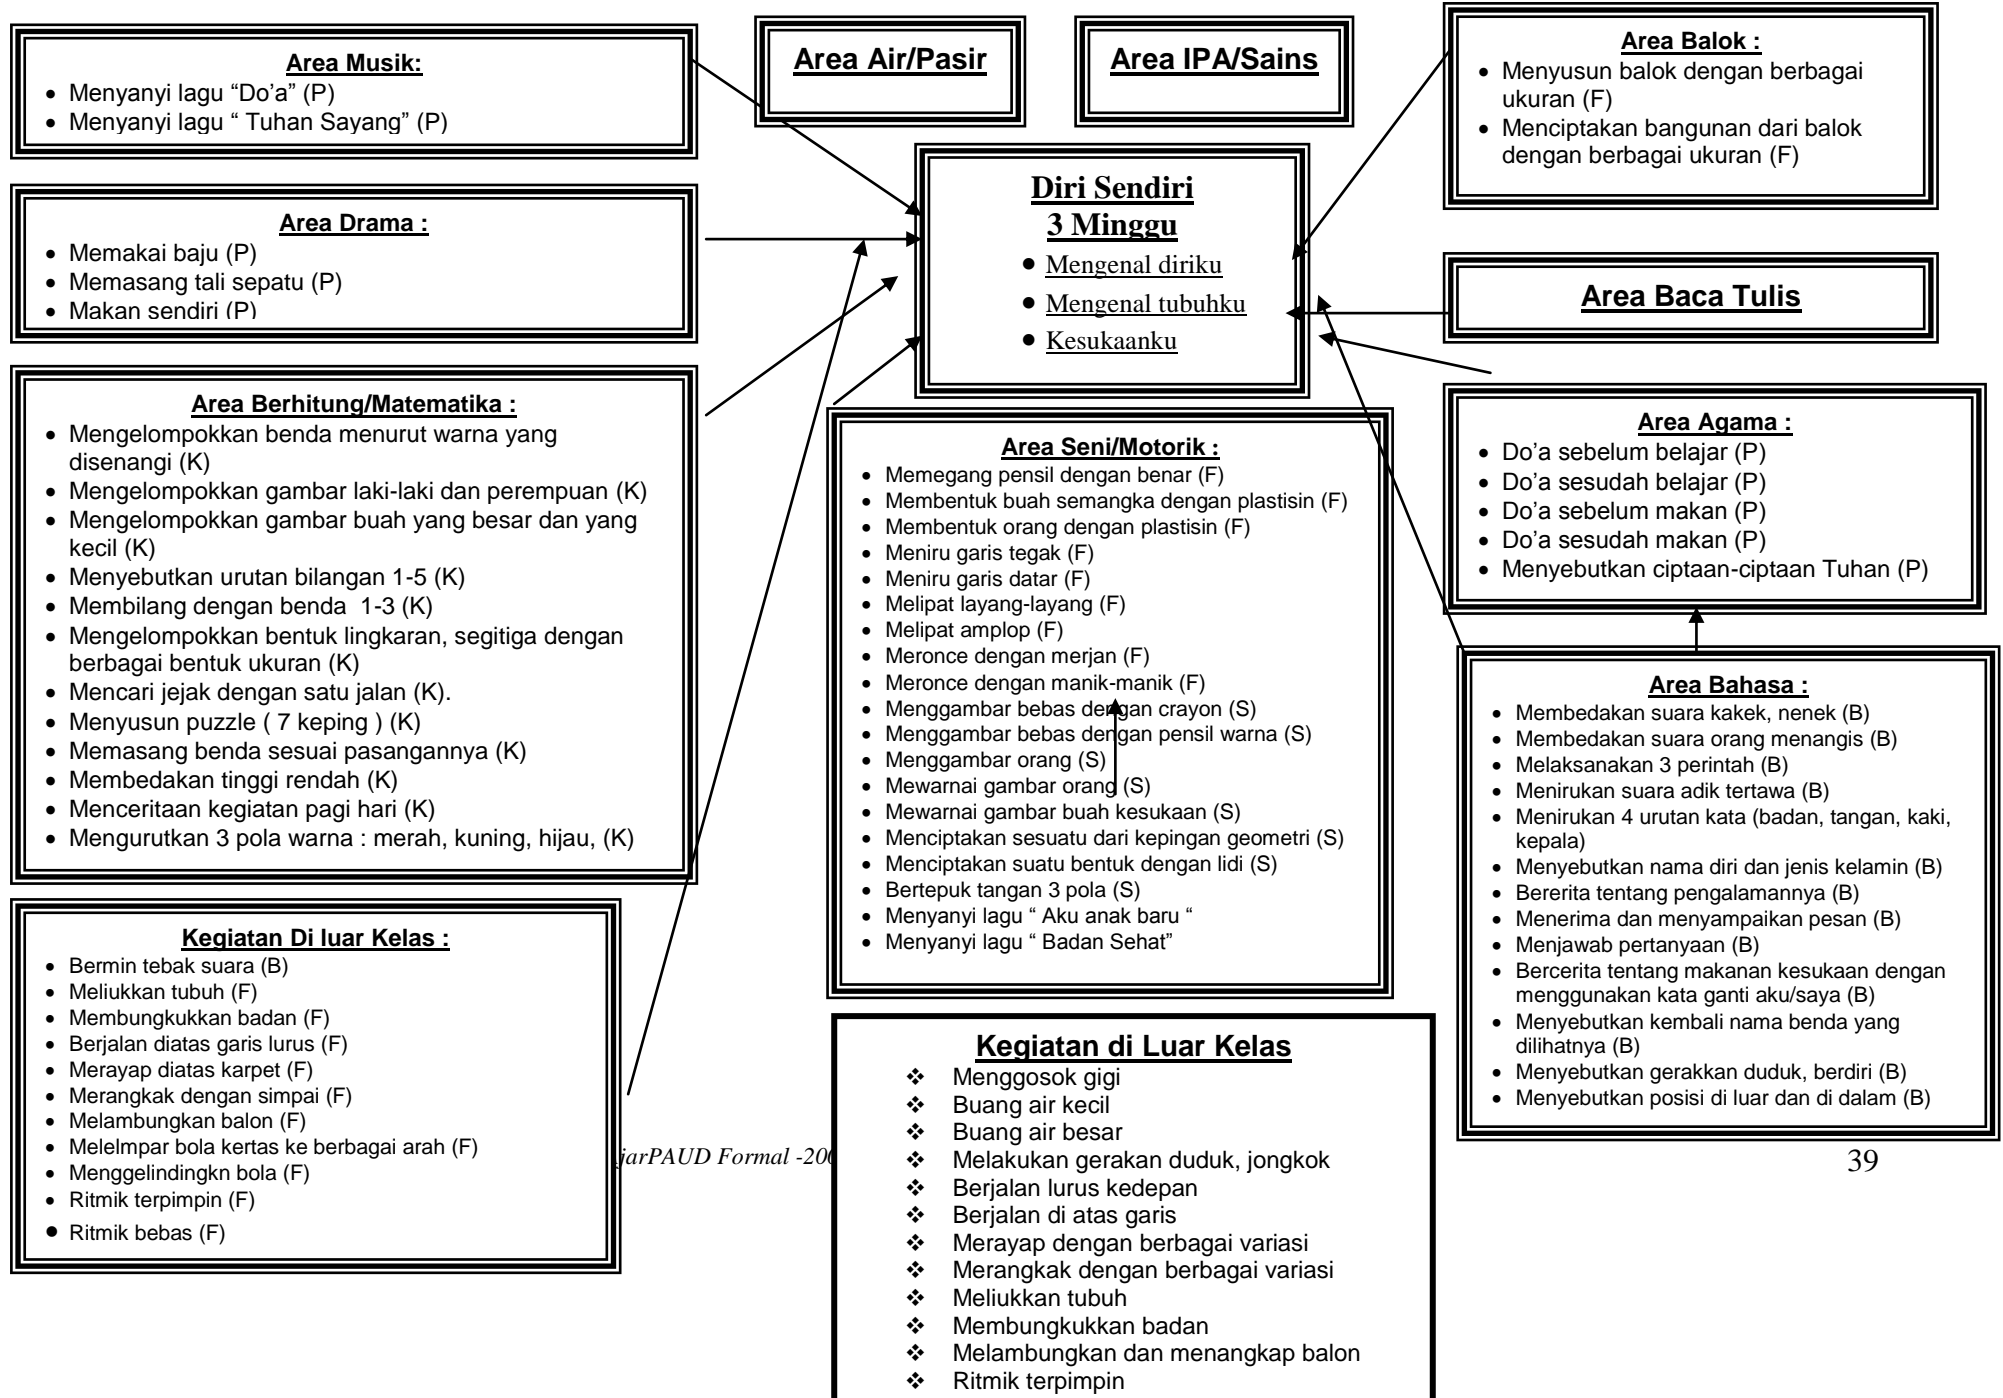 Area Musik:
• Menyanyi lagu “Do’a” (P)
• Menyanyi lagu “ Tuhan Sayang” (P)
Area Air/Pasir
Area IPA/Sains
Area Balok :
• Menyusun balok dengan berbagai
ukuran (F)
• Menciptakan bangunan dari balok
dengan berbagai ukuran (F)
Diri Sendiri
3 Minggu
• Mengenal diriku
• Mengenal tubuhku
• Kesukaanku
Area Drama :
• Memakai baju (P)
• Memasang tali sepatu (P)
• Makan sendiri (P)
Area Baca Tulis
Area Berhitung/Matematika :
• Mengelompokkan benda menurut warna yang
disenangi (K)
• Mengelompokkan gambar laki-laki dan perempuan (K)
• Mengelompokkan gambar buah yang besar dan yang
kecil (K)
• Menyebutkan urutan bilangan 1-5 (K)
• Membilang dengan benda  1-3 (K)
• Mengelompokkan bentuk lingkaran, segitiga dengan
berbagai bentuk ukuran (K)
• Mencari jejak dengan satu jalan (K).
• Menyusun puzzle ( 7 keping ) (K)
• Memasang benda sesuai pasangannya (K)
• Membedakan tinggi rendah (K)
• Menceritaan kegiatan pagi hari (K)
• Mengurutkan 3 pola warna : merah, kuning, hijau, (K)
Area Seni/Motorik :
• Memegang pensil dengan benar (F)
• Membentuk buah semangka dengan plastisin (F)
• Membentuk orang dengan plastisin (F)
• Meniru garis tegak (F)
• Meniru garis datar (F)
• Melipat layang-layang (F)
• Melipat amplop (F)
• Meronce dengan merjan (F)
• Meronce dengan manik-manik (F)
• Menggambar bebas dengan crayon (S)
• Menggambar bebas dengan pensil warna (S)
• Menggambar orang (S)
• Mewarnai gambar orang (S)
• Mewarnai gambar buah kesukaan (S)
• Menciptakan sesuatu dari kepingan geometri (S)
• Menciptakan suatu bentuk dengan lidi (S)
• Bertepuk tangan 3 pola (S)
• Menyanyi lagu “ Aku anak baru “
• Menyanyi lagu “ Badan Sehat”
Area Agama :
• Do’a sebelum belajar (P)
• Do’a sesudah belajar (P)
• Do’a sebelum makan (P)
• Do’a sesudah makan (P)
• Menyebutkan ciptaan-ciptaan Tuhan (P)
Area Bahasa :
• Membedakan suara kakek, nenek (B)
• Membedakan suara orang menangis (B)
• Melaksanakan 3 perintah (B)
• Menirukan suara adik tertawa (B)
• Menirukan 4 urutan kata (badan, tangan, kaki,
kepala)
• Menyebutkan nama diri dan jenis kelamin (B)
• Bererita tentang pengalamannya (B)
• Menerima dan menyampaikan pesan (B)
• Menjawab pertanyaan (B)
• Bercerita tentang makanan kesukaan dengan
menggunakan kata ganti aku/saya (B)
• Menyebutkan kembali nama benda yang
dilihatnya (B)
• Menyebutkan gerakkan duduk, berdiri (B)
• Menyebutkan posisi di luar dan di dalam (B)
Kegiatan Di luar Kelas :
• Bermin tebak suara (B)
• Meliukkan tubuh (F)
• Membungkukkan badan (F)
• Berjalan diatas garis lurus (F)
• Merayap diatas karpet (F)
• Merangkak dengan simpai (F)
• Melambungkan balon (F)
• Melelmpar bola kertas ke berbagai arah (F)
• Menggelindingkn bola (F)
• Ritmik terpimpin (F)
• Ritmik bebas (F)
Kegiatan di Luar Kelas
❖ Menggosok gigi
❖ Buang air kecil
❖ Buang air besar
❖ Melakukan gerakan duduk, jongkok
❖ Berjalan lurus kedepan
❖ Berjalan di atas garis
❖ Merayap dengan berbagai variasi
❖ Merangkak dengan berbagai variasi
❖ Meliukkan tubuh
❖ Membungkukkan badan
❖ Melambungkan dan menangkap balon
❖ Ritmik terpimpin
jarPAUD Formal -200
39